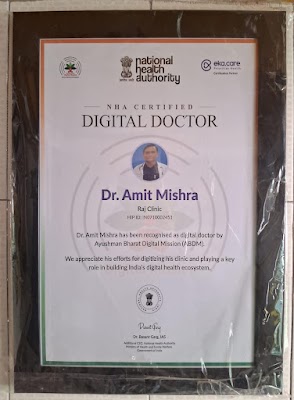 national
health
authority
eka.care
NHA CERTIFIED
DIGITAL DOCTOR
Dr. Amit Mishra
Raj Clinic
Dr. Amit Mishra has been recognised as digital doctor by
Ayushman Bharat Digital Mission (ABDM).
We appreciate his efforts for digitizing his clinic and playing a key
role in building India's digital health ecosystem.